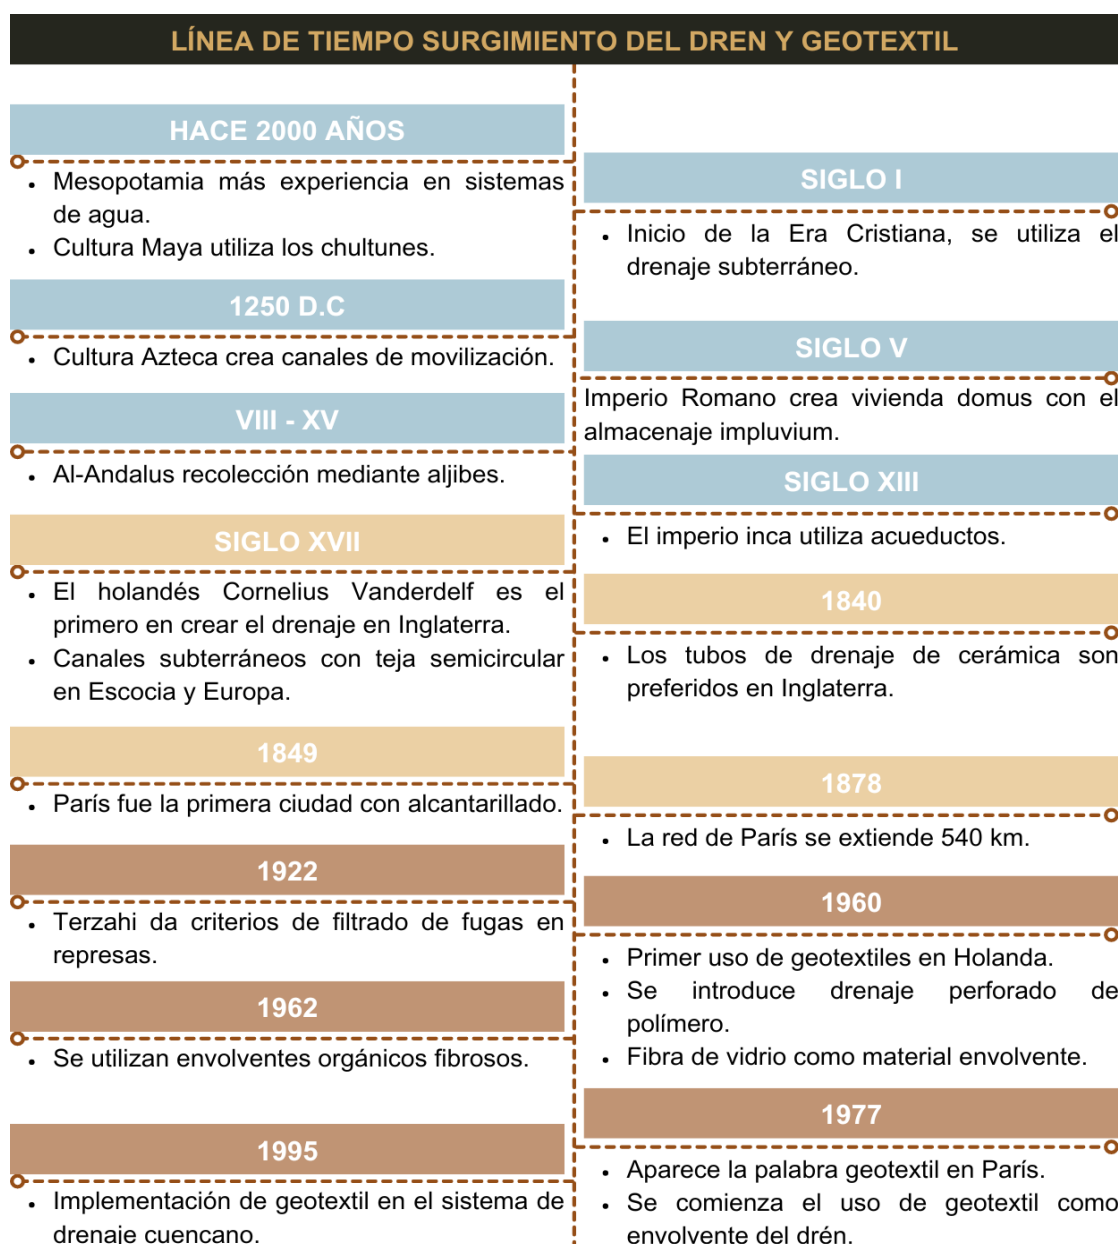 LÍNEA DE TIEMPO SURGIMIENTO DEL DREN Y GEOTEXTIL
HACE 2000 AÑOS
• Mesopotamia más experiencia en sistemas
de agua.
• Cultura Maya utiliza los chultunes.
SIGLO I
• Inicio de la Era Cristiana, se utiliza el
drenaje subterráneo.
1250 D.C
• Cultura Azteca crea canales de movilización.
SIGLO V
Imperio Romano crea vivienda domus con el
almacenaje impluvium.
VIII - XV
• Al-Andalus recolección mediante aljibes.
SIGLO XIII
• El imperio inca utiliza acueductos.
SIGLO XVII
• El holandés Cornelius Vanderdelf es el
primero en crear el drenaje en Inglaterra.
• Canales subterráneos con teja semicircular
en Escocia y Europa.
1840
• Los tubos de drenaje de cerámica son
preferidos en Inglaterra.
1849
• París fue la primera ciudad con alcantarillado.
1878
• La red de París se extiende 540 km.
1922
• Terzahi da criterios de filtrado de fugas en
represas.
1960
• Primer uso de geotextiles en Holanda.
• Se introduce drenaje perforado de
polímero.
• Fibra de vidrio como material envolvente.
1962
• Se utilizan envolventes orgánicos fibrosos.
1977
• Aparece la palabra geotextil en París.
• Se comienza el uso de geotextil como
envolvente del drén.
1995
• Implementación de geotextil en el sistema de
drenaje cuencano.